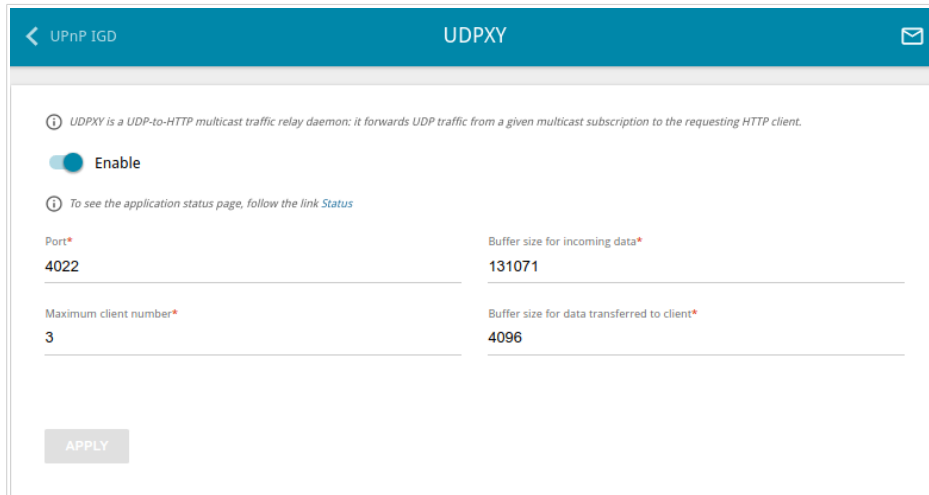 UPnP IGD
UDPXY
UDPXY is a UDP-to-HTTP multicast traffic relay daemon: it forwards UDP traffic from a given multicast subscription to the requesting HTTP client.
Enable
To see the application status page, follow the link Status
Port*
Buffer size for incoming data*
4022
131071
Maximum client number*
Buffer size for data transferred to client*
3
4096
APPLY